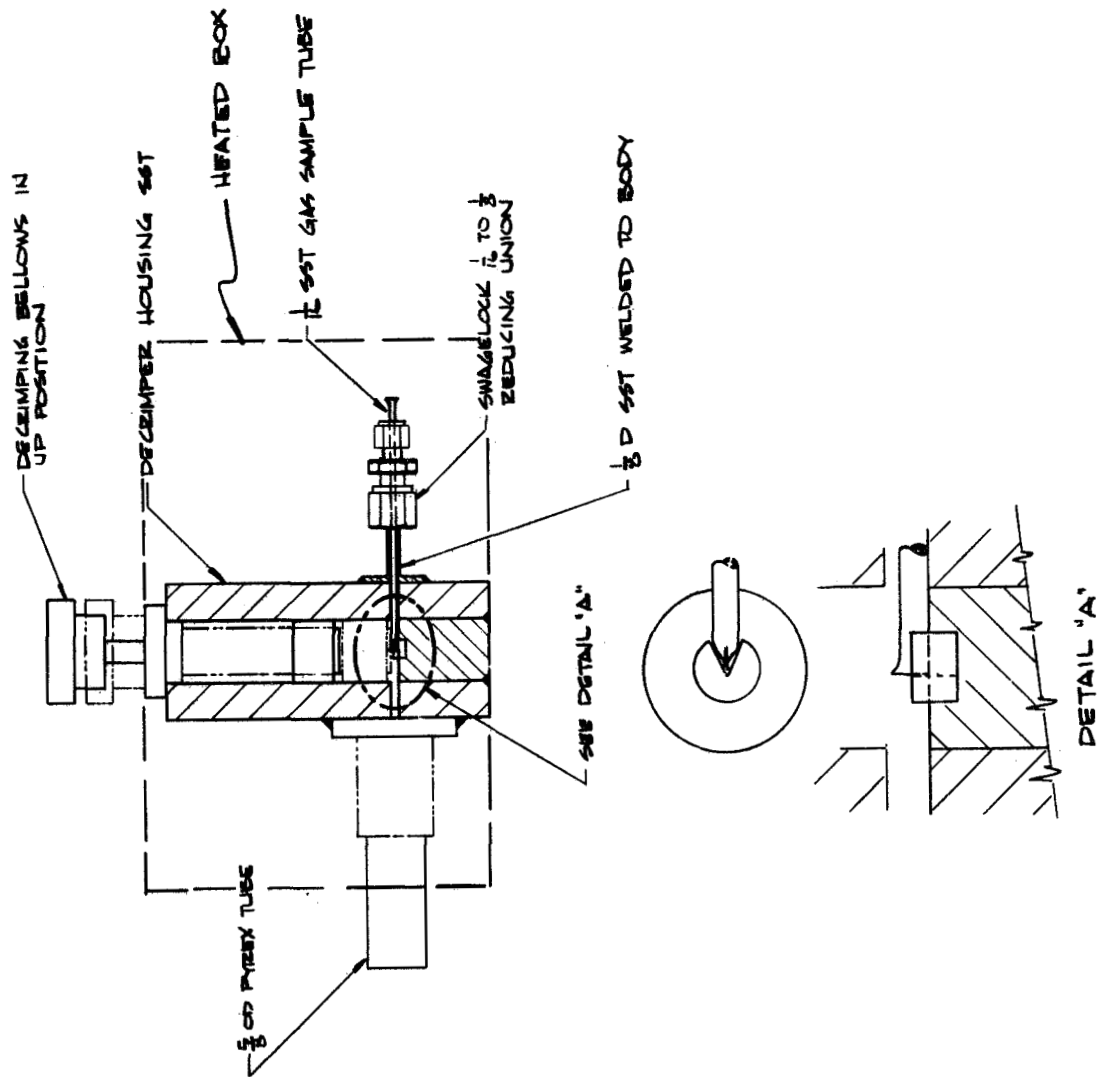 DECRIMPING BELLOWS IN
UP POSITION
DECRIMPER HOUSING SST
HEATED BOX
1/16 SST GAS SAMPLE TUBE
SWAGELOCK 1/16 TO 1/8
REDUCING UNION
1/8 D SST WELDED TO BODY
SEE DETAIL "A"
5/8 OD PYREX TUBE
DETAIL "A"